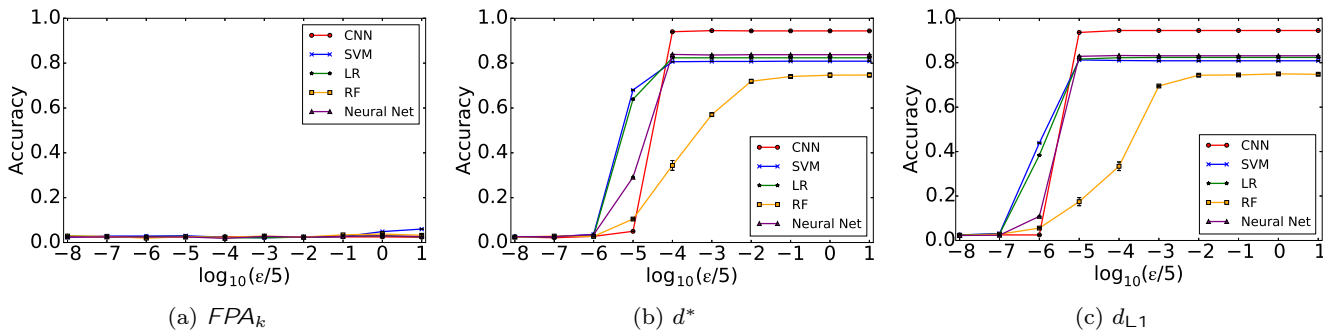 1.0
0.8
0.6
0.4
0.2
0.0
Accuracy
CNN
SVM
LR
RF
Neural Net
−8 −7 −6 −5 −4 −3 −2 −1 0 1
log₁₀(ε/5)
(a) FPAₖ
1.0
0.8
0.6
0.4
0.2
0.0
Accuracy
CNN
SVM
LR
RF
Neural Net
−8 −7 −6 −5 −4 −3 −2 −1 0 1
log₁₀(ε/5)
(b) d*
1.0
0.8
0.6
0.4
0.2
0.0
Accuracy
CNN
SVM
LR
RF
Neural Net
−8 −7 −6 −5 −4 −3 −2 −1 0 1
log₁₀(ε/5)
(c) d_L1